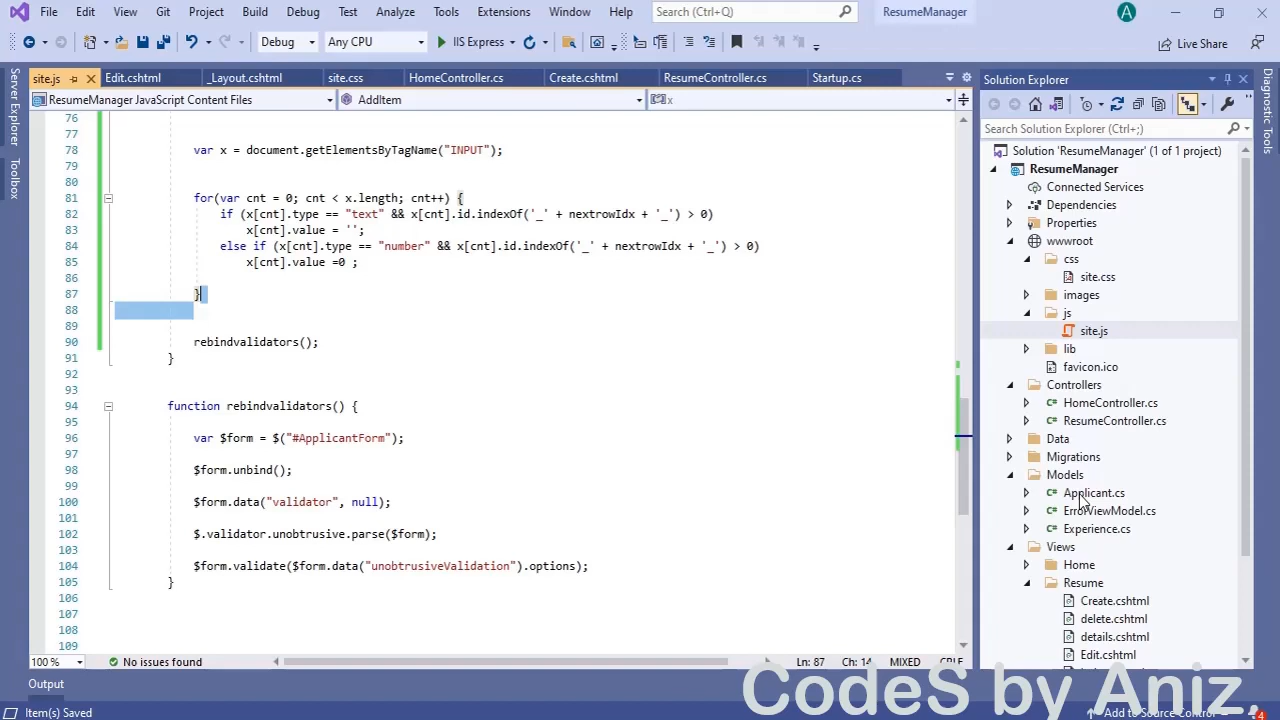 File Edit View Git Project Build Debug Test Analyze Tools Extensions Window Help Search (Ctrl+Q) ResumeManager A
Debug Any CPU IIS Express Live Share
site.js Edit.cshtml _Layout.cshtml site.css HomeController.cs Create.cshtml ResumeController.cs Startup.cs
ResumeManager JavaScript Content Files AddItem x
Server Explorer
Toolbox
76
77
78 var x = document.getElementsByTagName("INPUT");
79
80
81 for(var cnt = 0; cnt < x.length; cnt++) {
82 if (x[cnt].type == "text" && x[cnt].id.indexOf('_' + nextrowIdx + '_') > 0)
83 x[cnt].value = '';
84 else if (x[cnt].type == "number" && x[cnt].id.indexOf('_' + nextrowIdx + '_') > 0)
85 x[cnt].value =0 ;
86
87 }
88
89
90 rebindvalidators();
91 }
92
93
94 function rebindvalidators() {
95
96 var $form = $("#ApplicantForm");
97
98 $form.unbind();
99
100 $form.data("validator", null);
101
102 $.validator.unobtrusive.parse($form);
103
104 $form.validate($form.data("unobtrusiveValidation").options);
105 }
106
107
108
109
100 % No issues found Ln: 87 Ch: 14 MIXED CRLF
Output
Item(s) Saved
Solution Explorer
Search Solution Explorer (Ctrl+;)
Solution 'ResumeManager' (1 of 1 project)
ResumeManager
Connected Services
Dependencies
Properties
wwwroot
css
site.css
images
js
site.js
lib
favicon.ico
Controllers
HomeController.cs
ResumeController.cs
Data
Migrations
Models
Applicant.cs
ErrorViewModel.cs
Experience.cs
Views
Home
Resume
Create.cshtml
delete.cshtml
details.cshtml
Edit.cshtml
Diagnostic Tools
CodeS by Aniz
Add to Source Control 4